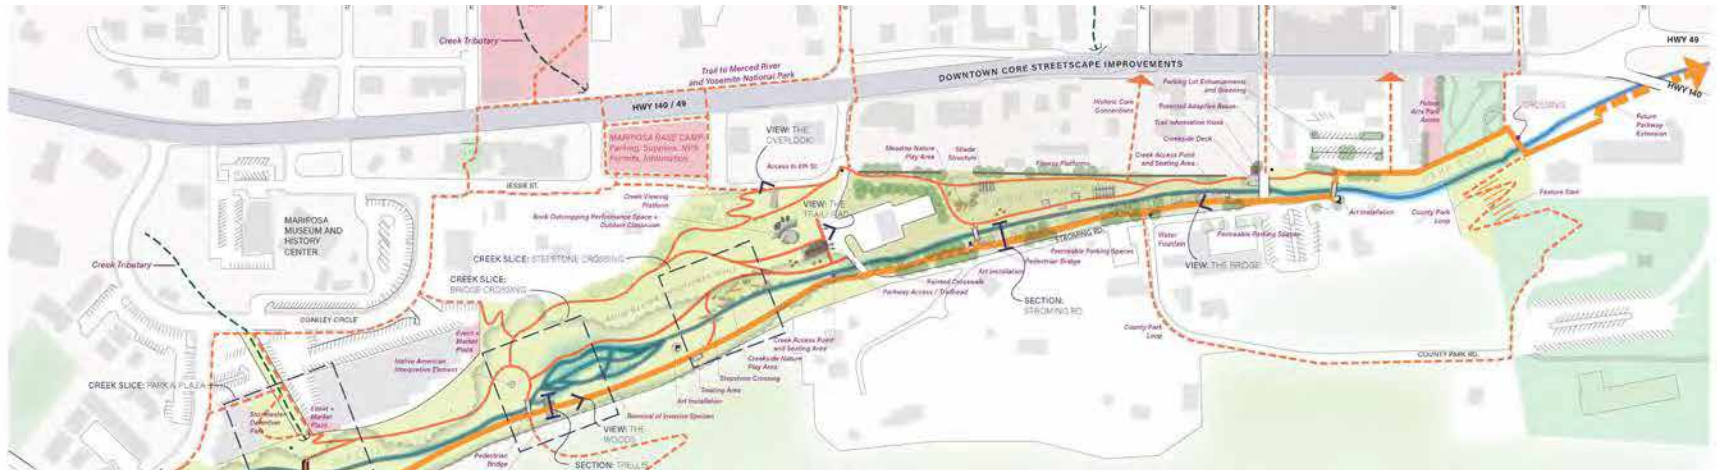 HWY 49
HWY 140
Creek Tributary
Trail to Merced River
and Yosemite National Park
DOWNTOWN CORE STREETSCAPE IMPROVEMENTS
HWY 140 / 49
Parking Lot Enhancements
and Greening
Historic Core
Connections
Trail Information Kiosk
Creekside Deck
Creek Access Point
and Seating Area
Future
Arts Park
CROSSING
Future
Parkway
Extension
MARIPOSA BASE CAMP:
Parking, Supplies, NPS
Permits, Information
VIEW: THE
OVERLOOK
Access to 6th St.
Meadow Nature
Play Area
Shade
Structure
Fitness Platforms
JESSIE ST.
Creek Viewing
Platform
VIEW: THE
TRAILHEAD
Rock Outcropping Performance Space +
Outdoor Classroom
MARIPOSA
MUSEUM AND
HISTORY
CENTER
Creek Tributary
CREEK SLICE: STEPSTONE CROSSING
CREEK SLICE:
BRIDGE CROSSING
STROMING RD.
Water
Fountain
Permeable Parking Spaces
Art Installation
County Park
Loop
Feature Stair
VIEW: THE BRIDGE
Permeable Parking Spaces
Pedestrian Bridge
Art Installation
Painted Crosswalk
Parkway Access / Trailhead
SECTION:
STROMING RD.
COAKLEY CIRCLE
Event +
Market
Plaza
Native American
Interpretive Element
County Park
Loop
COUNTY PARK RD.
Creek Access Point
and Seating Area
Creekside Nature
Play Area
Stepstone Crossing
Seating Area
Art Installation
Removal of Invasive Species
CREEK SLICE: PARK & PLAZA
Stormwater
Detention
Park
Event +
Market
Plaza
VIEW: THE
WOODS
Pedestrian
Bridge
SECTION: TRELLIS